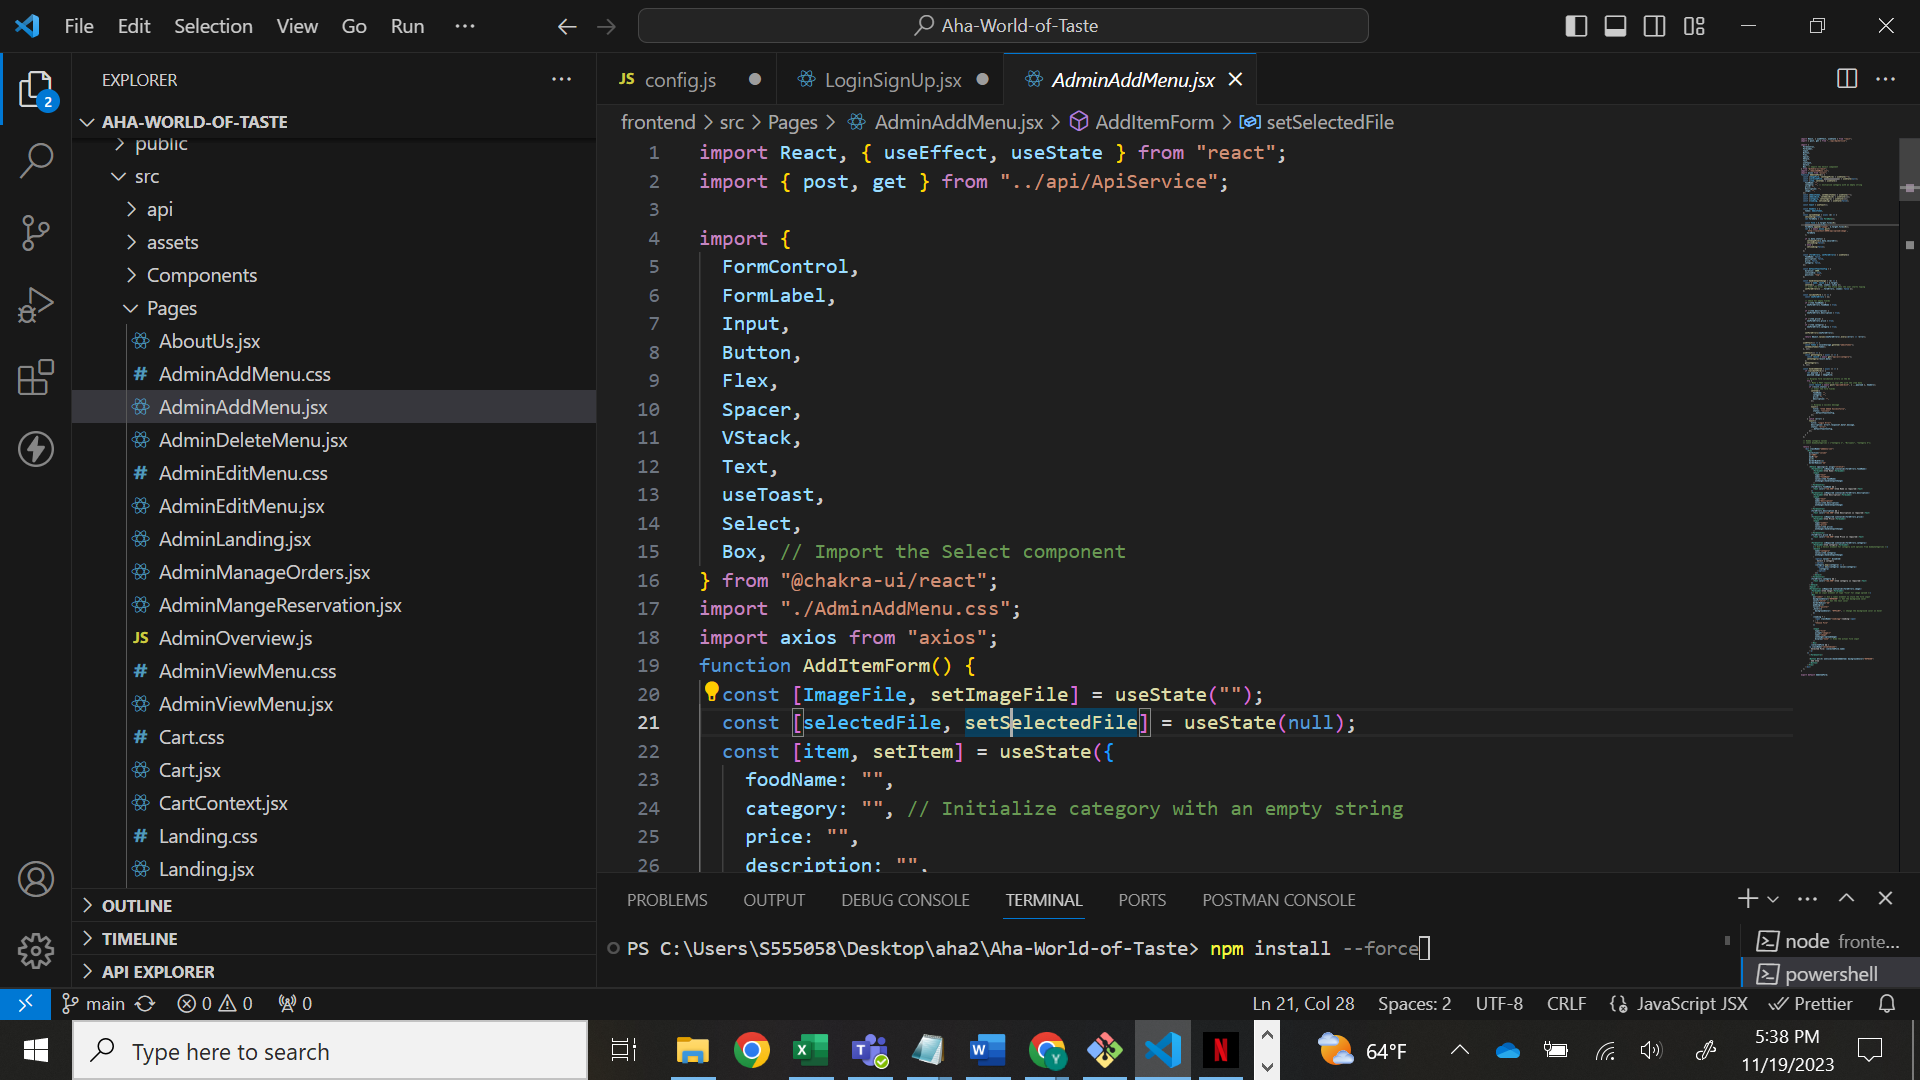 File Edit Selection View Go Run ··· Aha-World-of-Taste
EXPLORER
AHA-WORLD-OF-TASTE
public
src
api
assets
Components
Pages
AboutUs.jsx
# AdminAddMenu.css
AdminAddMenu.jsx
AdminDeleteMenu.jsx
# AdminEditMenu.css
AdminEditMenu.jsx
AdminLanding.jsx
AdminManageOrders.jsx
AdminMangeReservation.jsx
JS AdminOverview.js
# AdminViewMenu.css
AdminViewMenu.jsx
# Cart.css
Cart.jsx
CartContext.jsx
# Landing.css
Landing.jsx
OUTLINE
TIMELINE
API EXPLORER
2
JS config.js LoginSignUp.jsx AdminAddMenu.jsx
frontend > src > Pages > AdminAddMenu.jsx > AddItemForm > setSelectedFile
1 import React, { useEffect, useState } from "react";
2 import { post, get } from "../api/ApiService";
3
4 import {
5 FormControl,
6 FormLabel,
7 Input,
8 Button,
9 Flex,
10 Spacer,
11 VStack,
12 Text,
13 useToast,
14 Select,
15 Box, // Import the Select component
16 } from "@chakra-ui/react";
17 import "./AdminAddMenu.css";
18 import axios from "axios";
19 function AddItemForm() {
20 const [ImageFile, setImageFile] = useState("");
21 const [selectedFile, setSelectedFile] = useState(null);
22 const [item, setItem] = useState({
23 foodName: "",
24 category: "", // Initialize category with an empty string
25 price: "",
26 description: "",
PROBLEMS OUTPUT DEBUG CONSOLE TERMINAL PORTS POSTMAN CONSOLE
PS C:\Users\S555058\Desktop\aha2\Aha-World-of-Taste> npm install --force
node fronte...
powershell
main 0 0 0 Ln 21, Col 28 Spaces: 2 UTF-8 CRLF JavaScript JSX Prettier
Type here to search
64°F
5:38 PM
11/19/2023